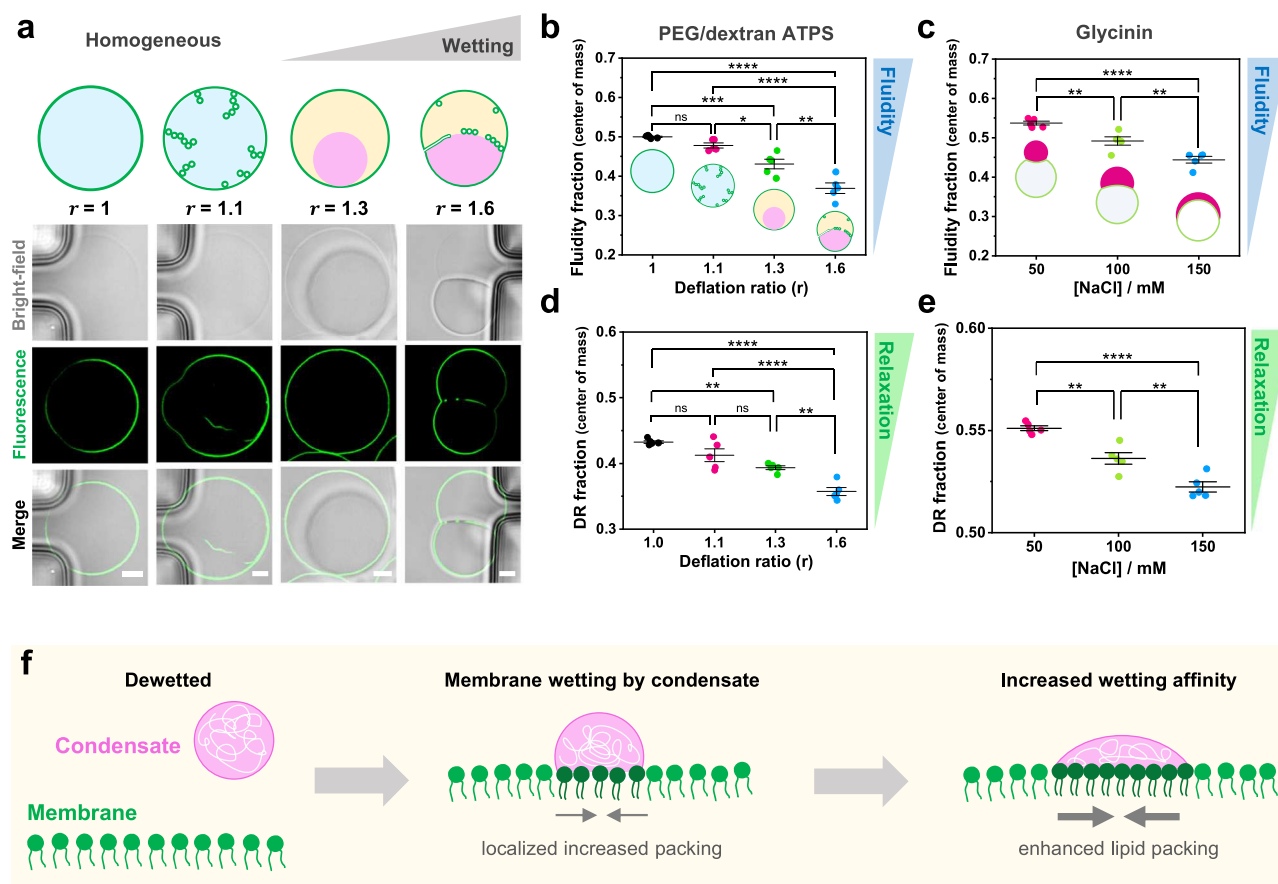 a
Homogeneous
Wetting
r = 1
r = 1.1
r = 1.3
r = 1.6
Bright-field
Fluorescence
Merge
b
PEG/dextran ATPS
Fluidity fraction (center of mass)
0.7
0.6
0.5
0.4
0.3
0.2
****
****
***
ns
*
**
1
1.1
1.3
1.6
Deflation ratio (r)
Fluidity
c
Glycinin
Fluidity fraction (center of mass)
0.7
0.6
0.5
0.4
0.3
0.2
****
**
**
50
100
150
[NaCl] / mM
Fluidity
d
DR fraction (center of mass)
0.6
0.5
0.4
0.3
****
****
**
ns
ns
**
1.0
1.1
1.3
1.6
Deflation ratio (r)
Relaxation
e
DR fraction (center of mass)
0.60
0.55
0.50
****
**
**
50
100
150
[NaCl] / mM
Relaxation
f
Dewetted
Condensate
Membrane
Membrane wetting by condensate
localized increased packing
Increased wetting affinity
enhanced lipid packing